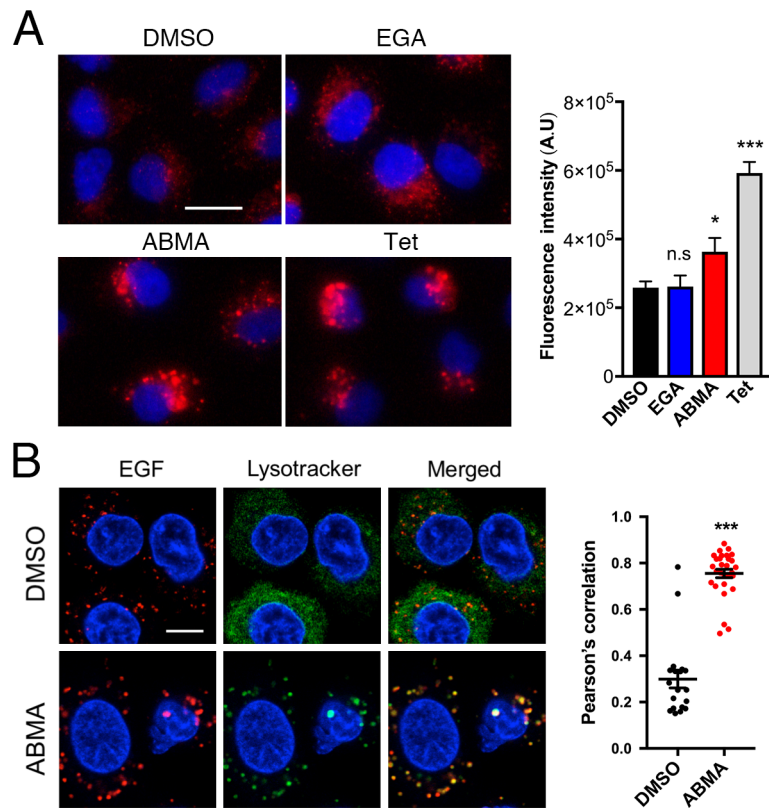 A
DMSO
EGA
ABMA
Tet
Fluorescence intensity (A.U)
8×10⁵
6×10⁵
4×10⁵
2×10⁵
0
n.s
*
***
DMSO
EGA
ABMA
Tet
B
EGF
Lysotracker
Merged
DMSO
ABMA
Pearson's correlation
1.0
0.8
0.6
0.4
0.2
0.0
***
DMSO
ABMA